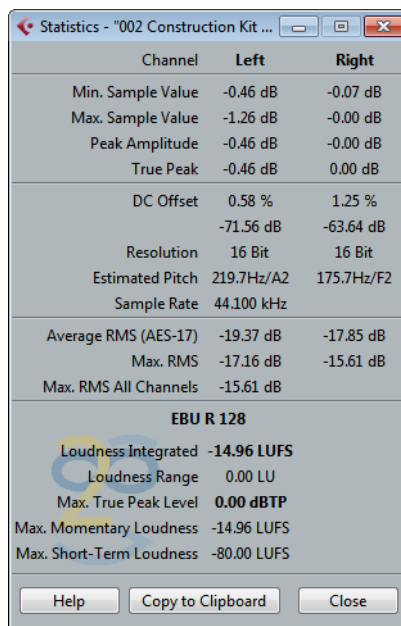 Statistics - "002 Construction Kit ...
Channel Left Right
Min. Sample Value -0.46 dB -0.07 dB
Max. Sample Value -1.26 dB -0.00 dB
Peak Amplitude -0.46 dB -0.00 dB
True Peak -0.46 dB 0.00 dB
DC Offset 0.58 % 1.25 %
-71.56 dB -63.64 dB
Resolution 16 Bit 16 Bit
Estimated Pitch 219.7Hz/A2 175.7Hz/F2
Sample Rate 44.100 kHz
Average RMS (AES-17) -19.37 dB -17.85 dB
Max. RMS -17.16 dB -15.61 dB
Max. RMS All Channels -15.61 dB
EBU R 128
Loudness Integrated -14.96 LUFS
Loudness Range 0.00 LU
Max. True Peak Level 0.00 dBTP
Max. Momentary Loudness -14.96 LUFS
Max. Short-Term Loudness -80.00 LUFS
Help Copy to Clipboard Close